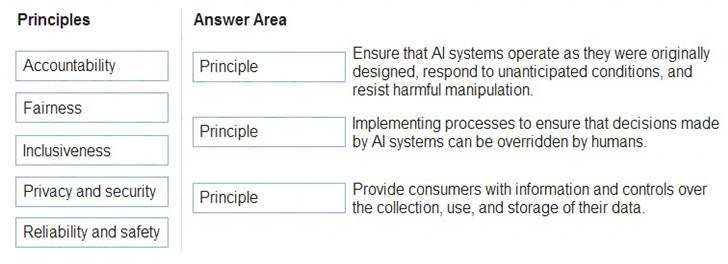 Principles
Answer Area
Accountability
Fairness
Inclusiveness
Privacy and security
Reliability and safety
Principle
Ensure that AI systems operate as they were originally
designed, respond to unanticipated conditions, and
resist harmful manipulation.
Principle
Implementing processes to ensure that decisions made
by AI systems can be overridden by humans.
Principle
Provide consumers with information and controls over
the collection, use, and storage of their data.